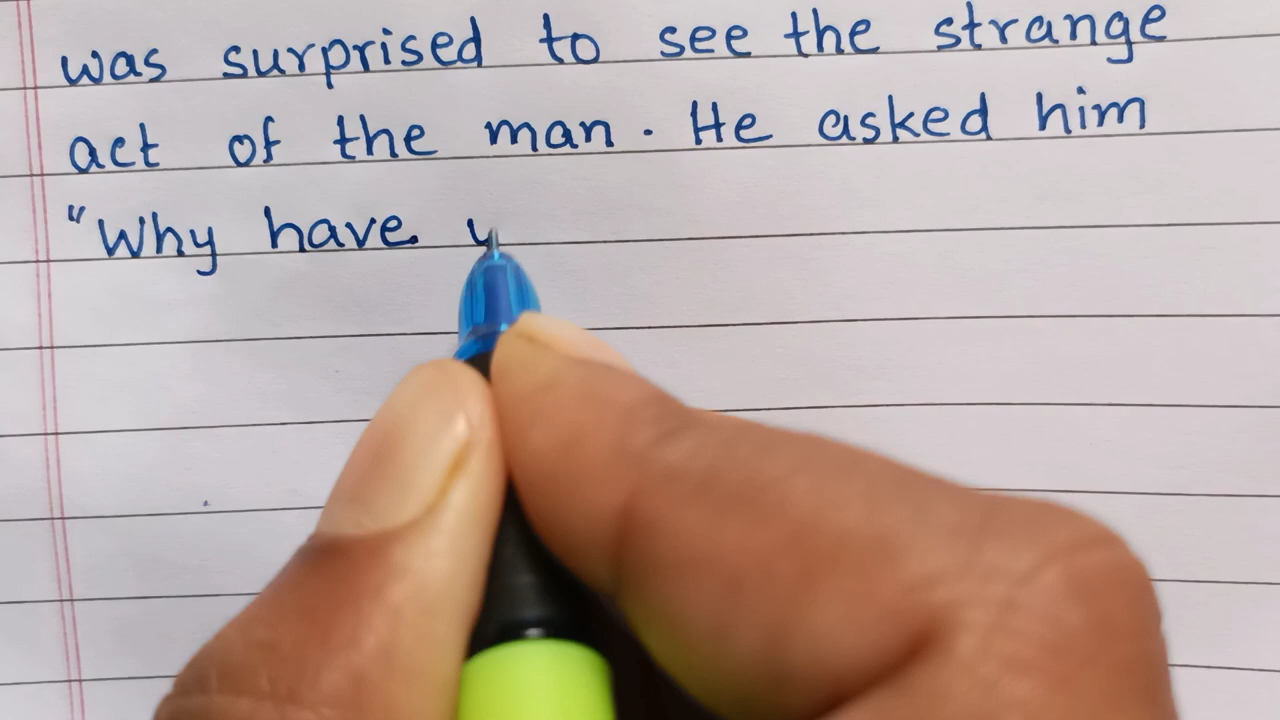 was surprised to see the strange
act of the man. He asked him
"Why have